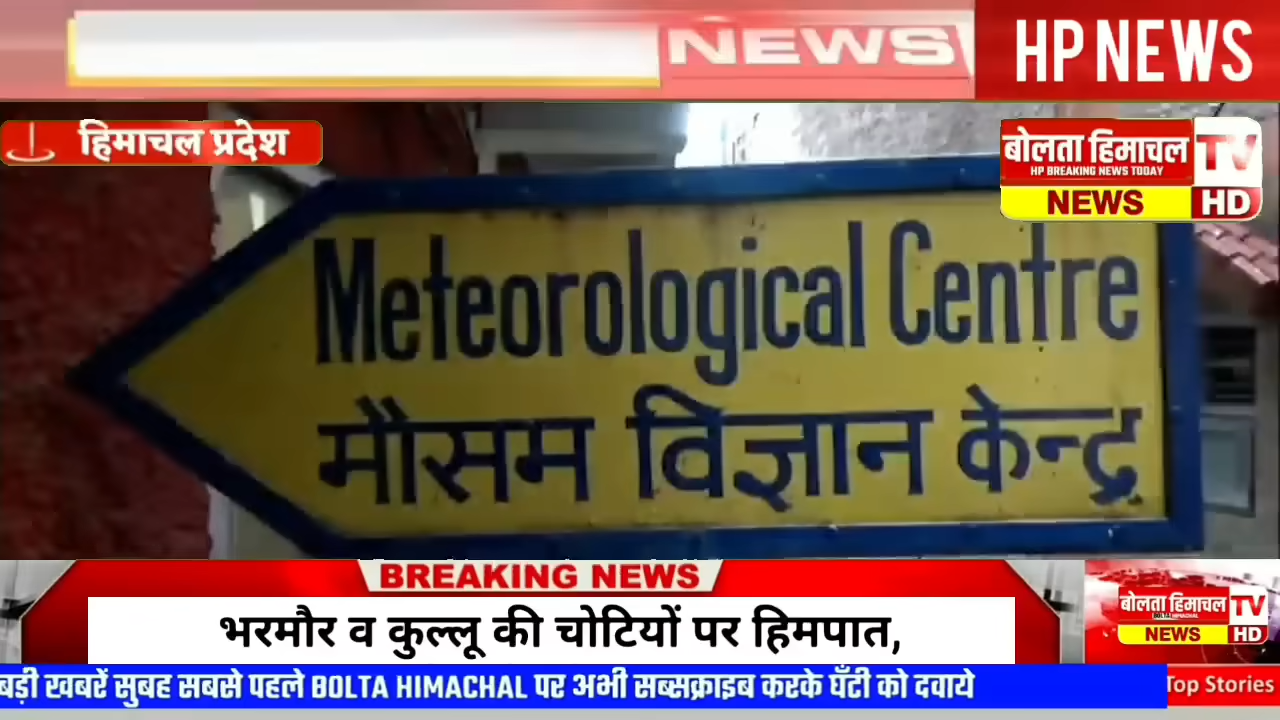 NEWS
HP NEWS
हिमाचल प्रदेश
बोलता हिमाचल TV
HP BREAKING NEWS TODAY
NEWS HD
Meteorological Centre
मौसम विज्ञान केन्द्र
BREAKING NEWS
भरमौर व कुल्लू की चोटियों पर हिमपात,
बोलता हिमाचल TV
BOLTA HIMACHAL
NEWS HD
बड़ी खबरें सुबह सबसे पहले BOLTA HIMACHAL पर अभी सब्सक्राइब करके घँटी को दवाये
Top Stories